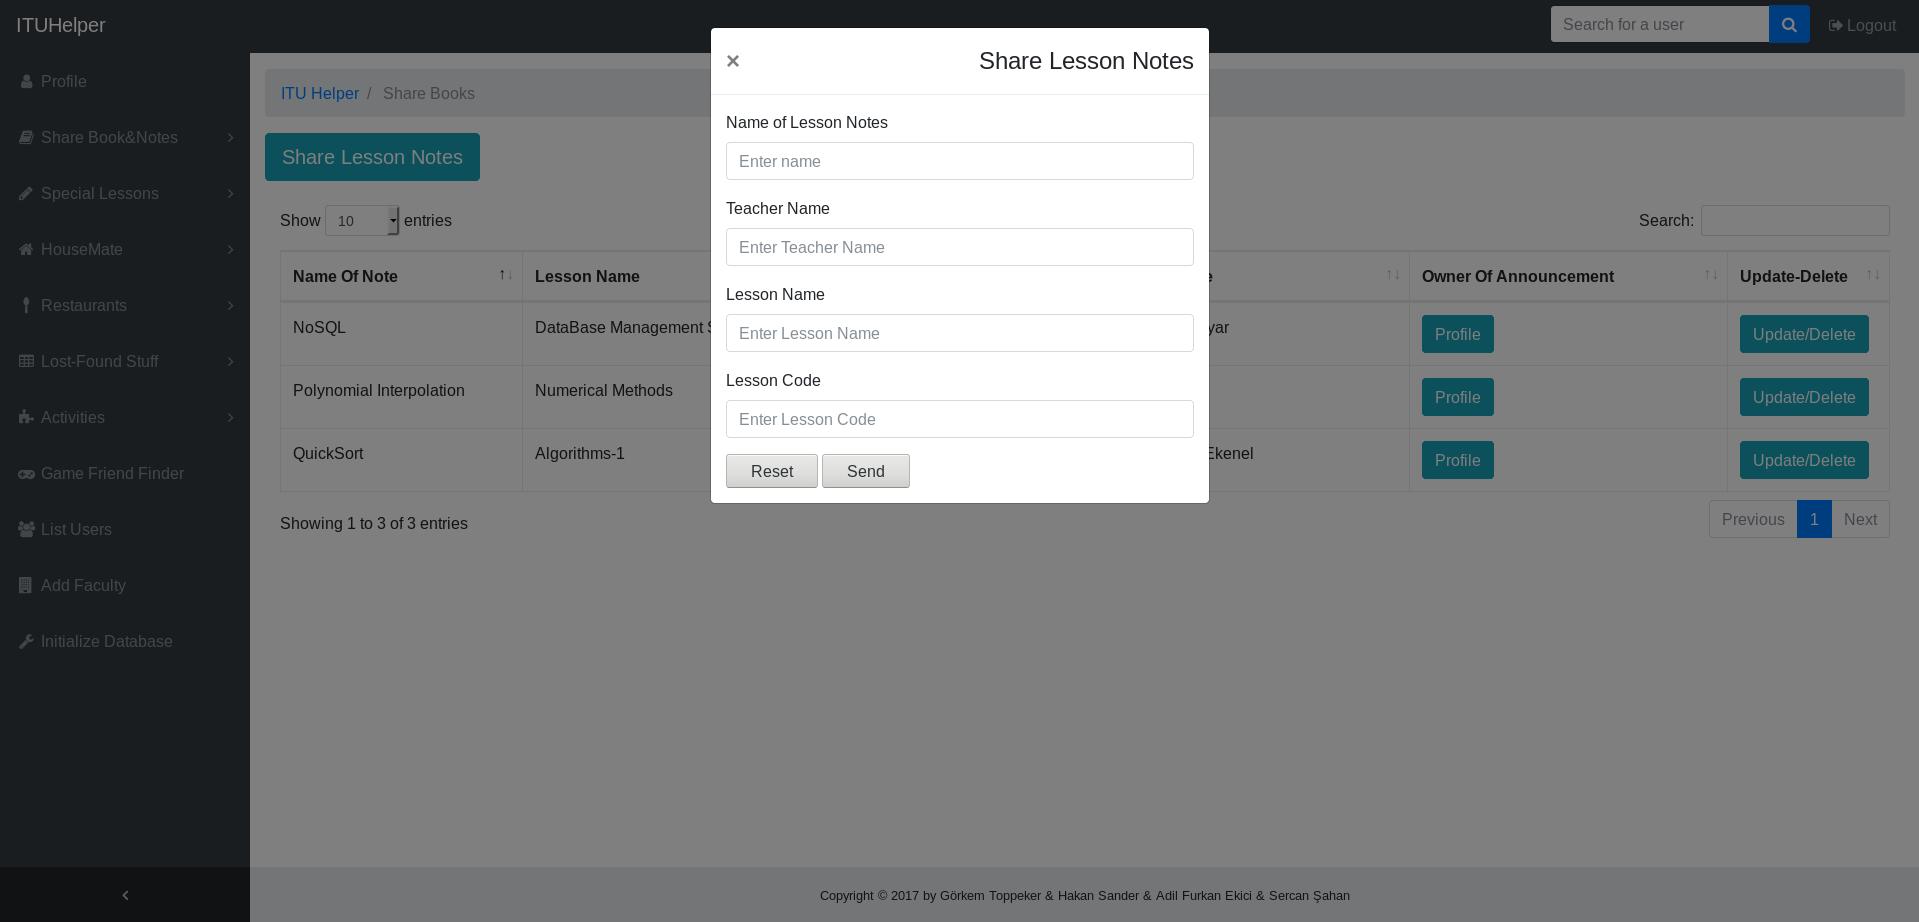 ITUHelper
Search for a user
Logout
Profile
Share Book&Notes
Special Lessons
HouseMate
Restaurants
Lost-Found Stuff
Activities
Game Friend Finder
List Users
Add Faculty
Initialize Database
ITU Helper / Share Books
Share Lesson Notes
Show 10 entries
Search:
Name Of Note Lesson Name Owner Of Announcement Update-Delete
NoSQL DataBase Management Profile Update/Delete
Polynomial Interpolation Numerical Methods Profile Update/Delete
QuickSort Algorithms-1 Ekenel Profile Update/Delete
Showing 1 to 3 of 3 entries
Previous 1 Next
× Share Lesson Notes
Name of Lesson Notes
Enter name
Teacher Name
Enter Teacher Name
Lesson Name
Enter Lesson Name
Lesson Code
Enter Lesson Code
Reset Send
Copyright © 2017 by Görkem Toppeker & Hakan Sander & Adil Furkan Ekici & Sercan Şahan